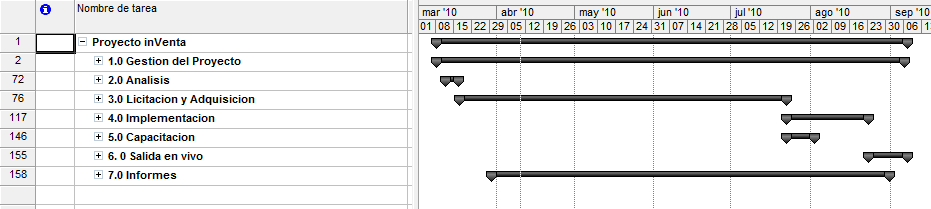 Nombre de tarea
mar '10 abr '10 may '10 jun '10 jul '10 ago '10 sep '10
01 08 15 22 29 05 12 19 26 03 10 17 24 31 07 14 21 28 05 12 19 26 02 09 16 23 30 06 1
1 Proyecto inVenta
2 1.0 Gestion del Proyecto
72 2.0 Analisis
76 3.0 Licitacion y Adquisicion
117 4.0 Implementacion
146 5.0 Capacitacion
155 6. 0 Salida en vivo
158 7.0 Informes